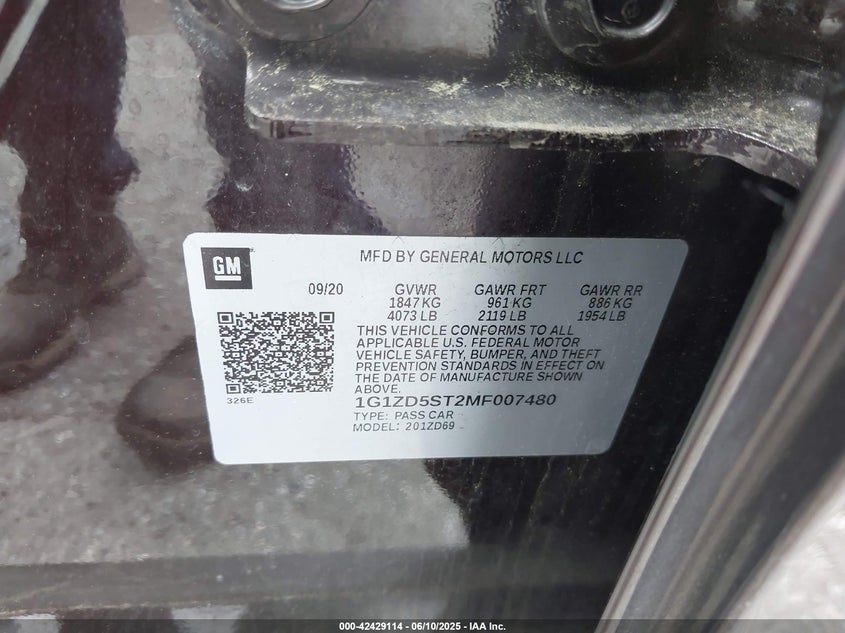 GM
MFD BY GENERAL MOTORS LLC
09/20 GVWR GAWR FRT GAWR RR
1847 KG 961 KG 886 KG
4073 LB 2119 LB 1954 LB
THIS VEHICLE CONFORMS TO ALL
APPLICABLE U.S. FEDERAL MOTOR
VEHICLE SAFETY, BUMPER, AND THEFT
PREVENTION STANDARDS IN EFFECT ON
THE DATE OF MANUFACTURE SHOWN
ABOVE.
326E
1G1ZD5ST2MF007480
TYPE: PASS CAR
MODEL: 201ZD69
000-42429114 - 06/10/2025 - IAA Inc.